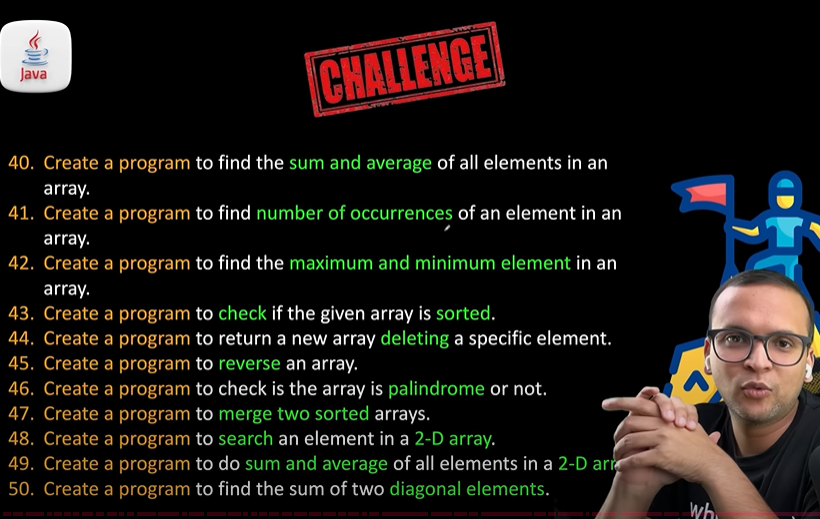 Java
CHALLENGE
40. Create a program to find the sum and average of all elements in an
array.
41. Create a program to find number of occurrences of an element in an
array.
42. Create a program to find the maximum and minimum element in an
array.
43. Create a program to check if the given array is sorted.
44. Create a program to return a new array deleting a specific element.
45. Create a program to reverse an array.
46. Create a program to check is the array is palindrome or not.
47. Create a program to merge two sorted arrays.
48. Create a program to search an element in a 2-D array.
49. Create a program to do sum and average of all elements in a 2-D arr
50. Create a program to find the sum of two diagonal elements.